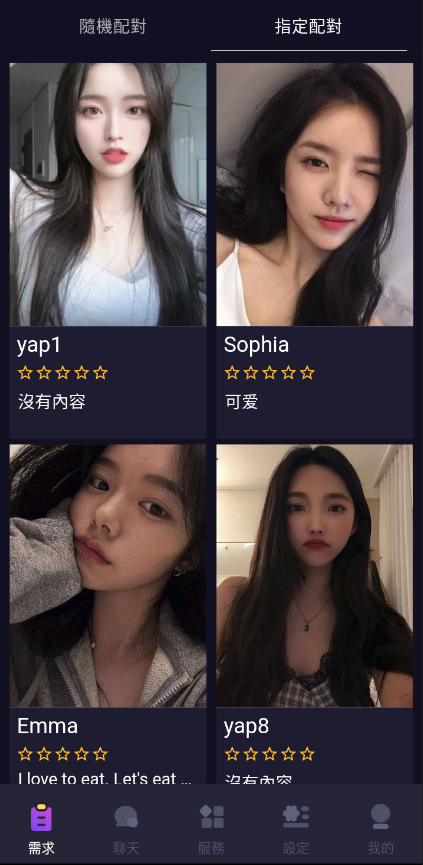 隨機配對
指定配對
yap1
Sophia
沒有內容
可爱
Emma
yap8
I love to eat. Let's eat ...
沒有內容
需求
聊天
服務
設定
我的